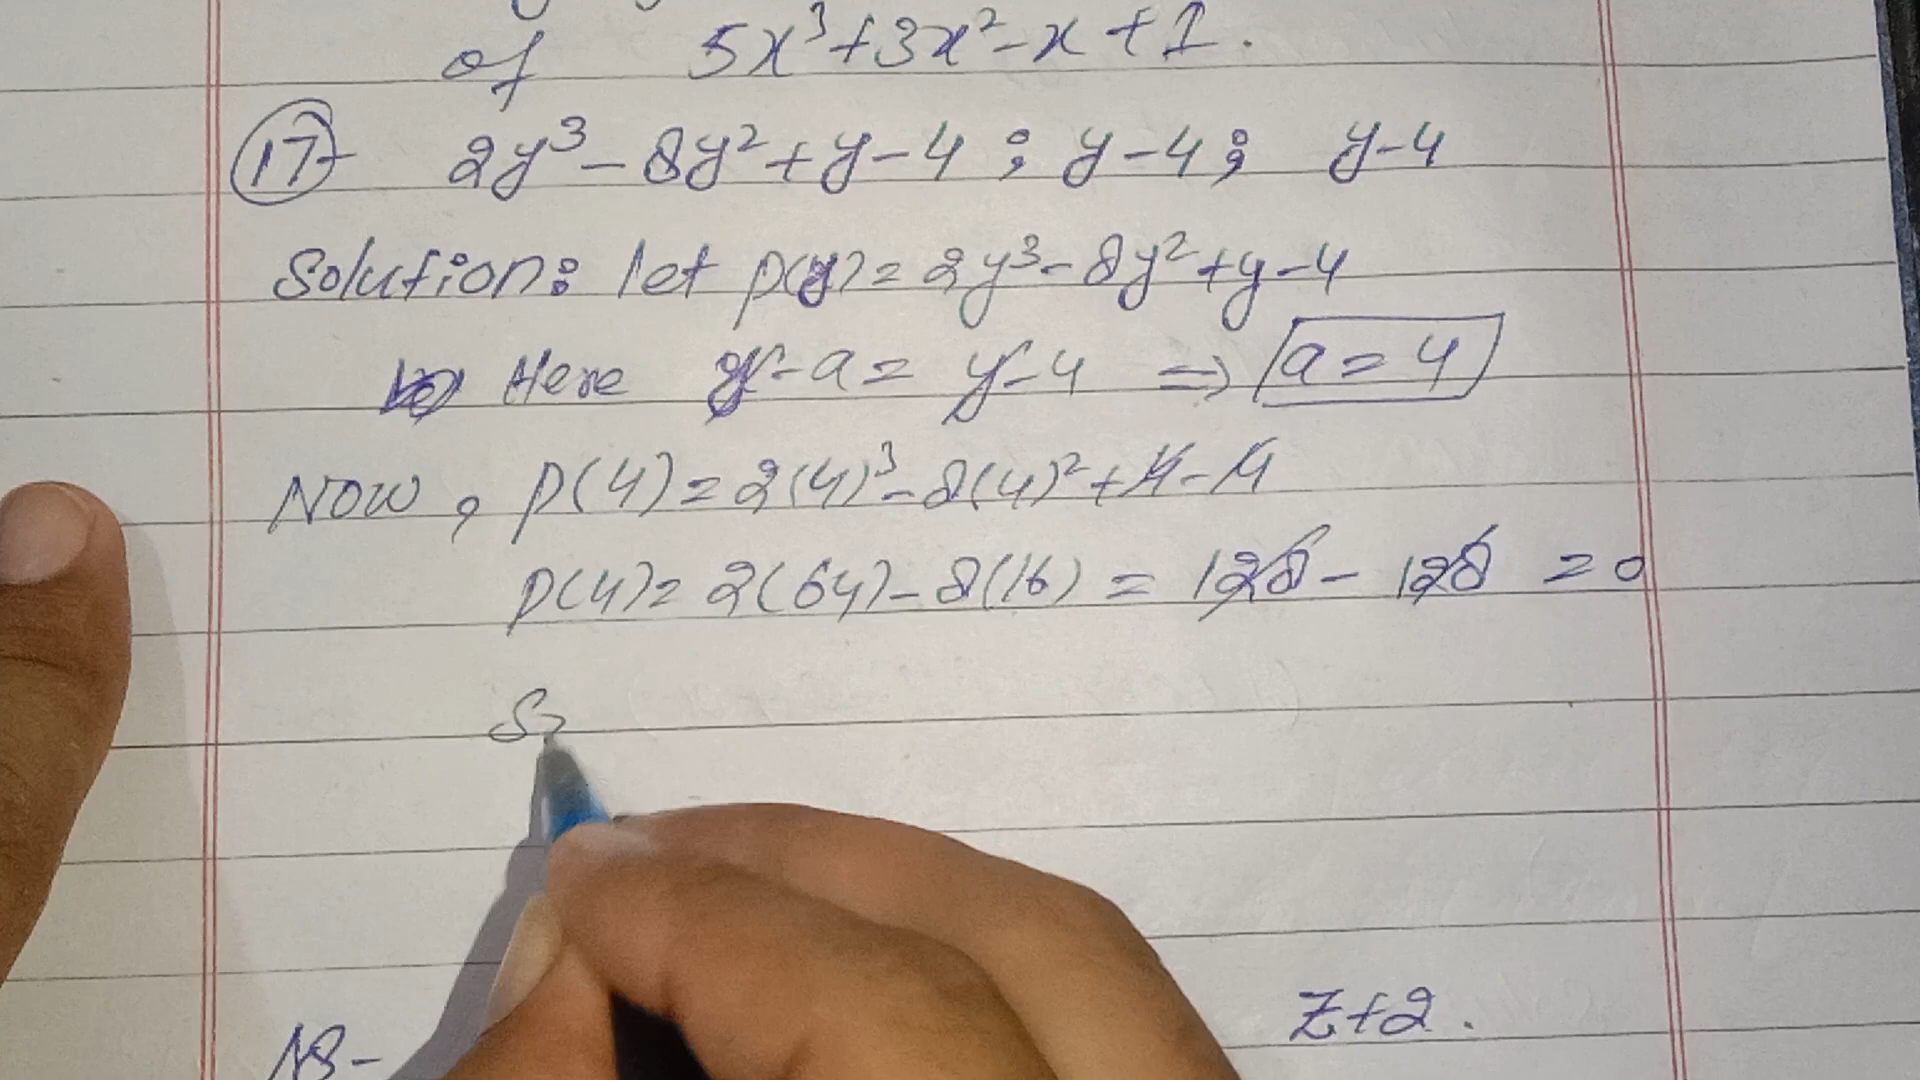 of 5x³+3x²-x+1.
17- 2y³-8y²+y-4 ; y-4 ; y-4
Solution: let p(y)=2y³-8y²+y-4
Here y-a = y-4 => a=4
Now, p(4)=2(4)³-8(4)²+4-4
p(4)=2(64)-8(16) = 128-128 =0
Si
18- z+2.